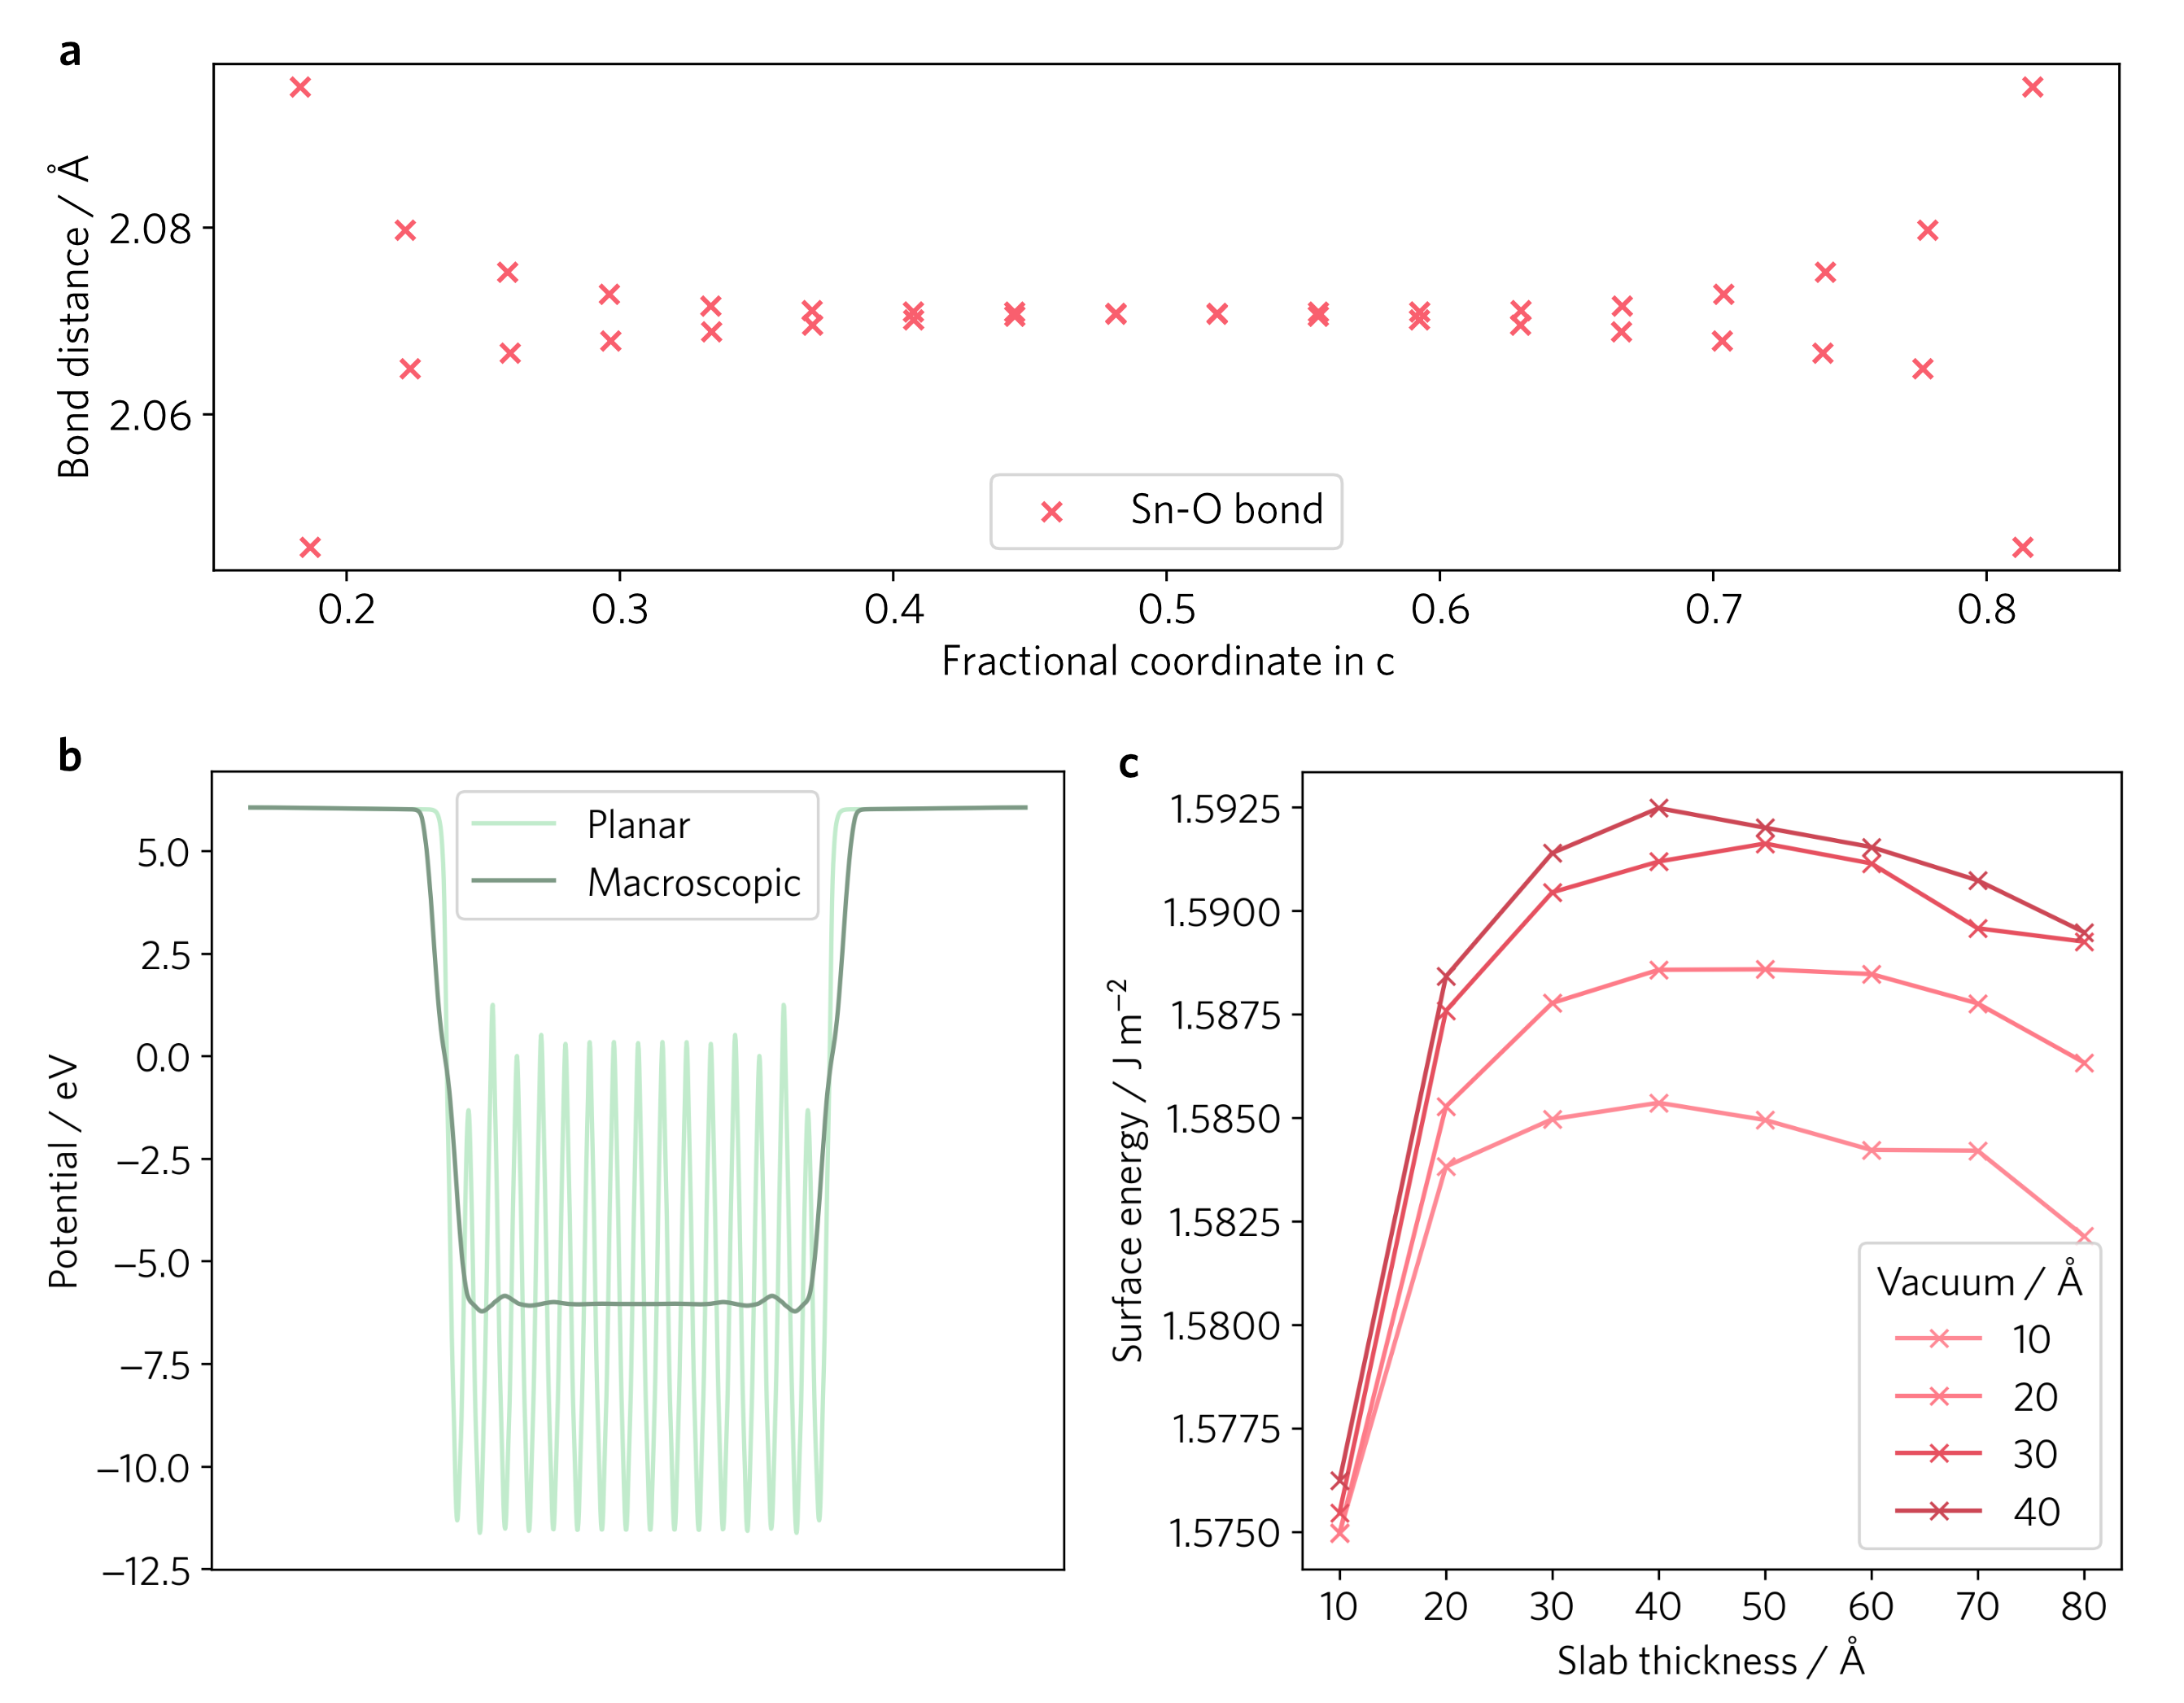 a
Bond distance / Å
2.08
2.06
Sn-O bond
0.2 0.3 0.4 0.5 0.6 0.7 0.8
Fractional coordinate in c
b
Potential / eV
5.0
2.5
0.0
−2.5
−5.0
−7.5
−10.0
−12.5
Planar
Macroscopic
c
Surface energy / J m⁻²
1.5925
1.5900
1.5875
1.5850
1.5825
1.5800
1.5775
1.5750
Vacuum / Å
10
20
30
40
10 20 30 40 50 60 70 80
Slab thickness / Å